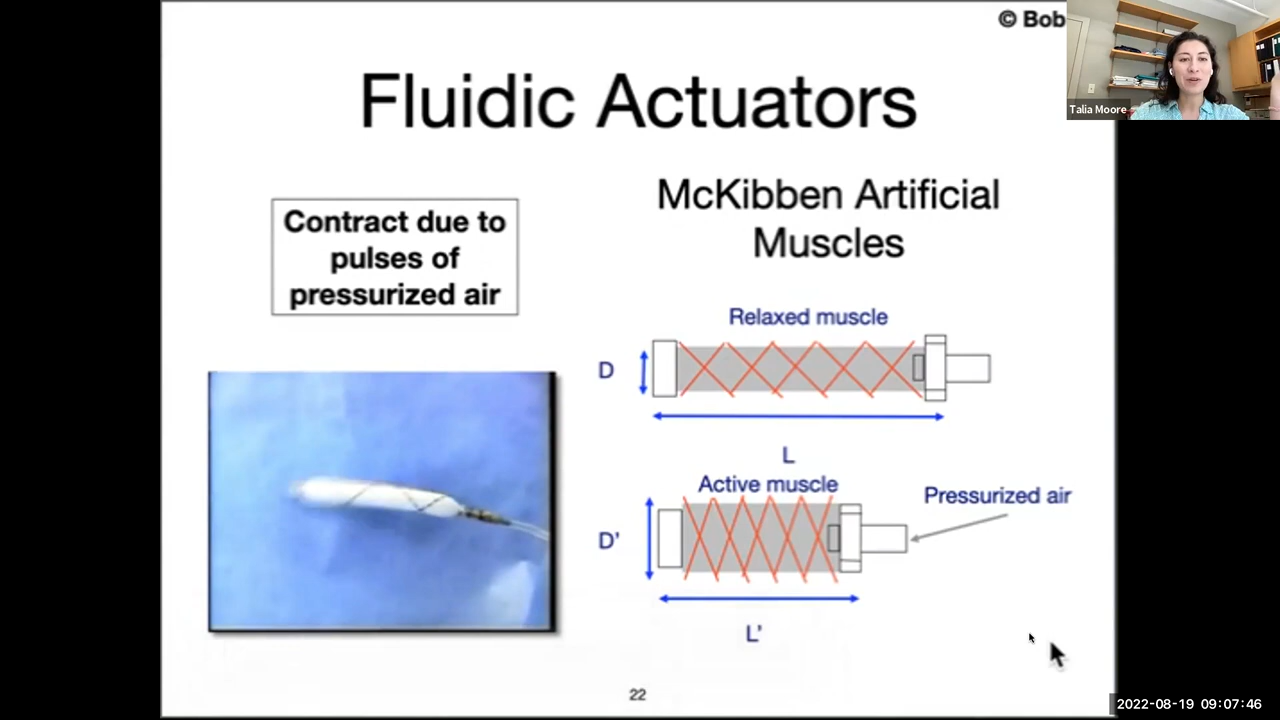 © Bob
Talia Moore
Fluidic Actuators
Contract due to
pulses of
pressurized air
McKibben Artificial
Muscles
Relaxed muscle
D
L
Active muscle
Pressurized air
D'
L'
22
2022-08-19 09:07:46